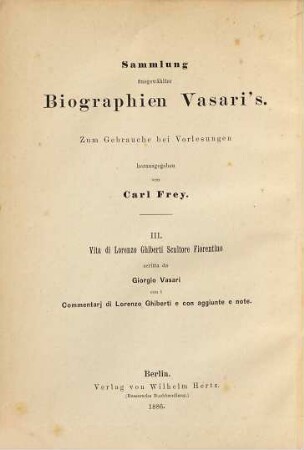 Sammlung
ausgewählter
Biographien Vasari's.
Zum Gebrauche bei Vorlesungen
herausgegeben
von
Carl Frey.
III.
Vita di Lorenzo Ghiberti Scultore Fiorentino
scritta da
Giorgio Vasari
con i
Commentarj di Lorenzo Ghiberti e con aggiunte e note.
Berlin.
Verlag von Wilhelm Hertz.
(Bessersche Buchhandlung.)
1886.